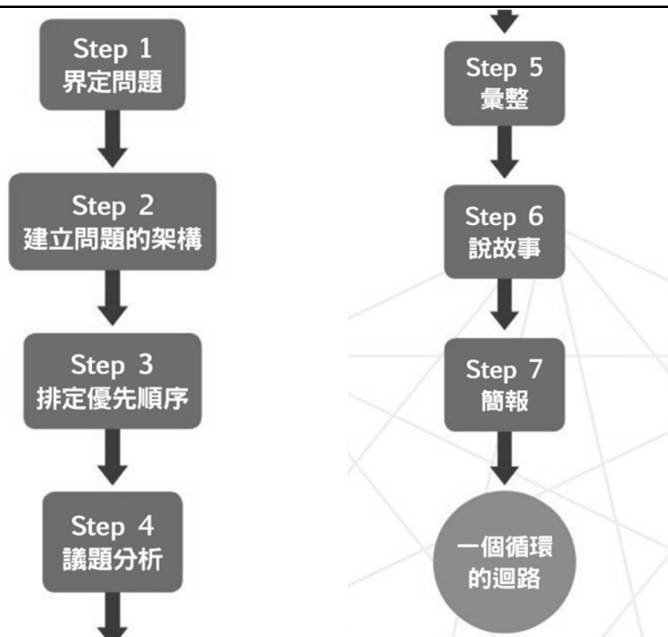 Step 1
界定問題
Step 2
建立問題的架構
Step 3
排定優先順序
Step 4
議題分析
Step 5
彙整
Step 6
說故事
Step 7
簡報
一個循環
的迴路